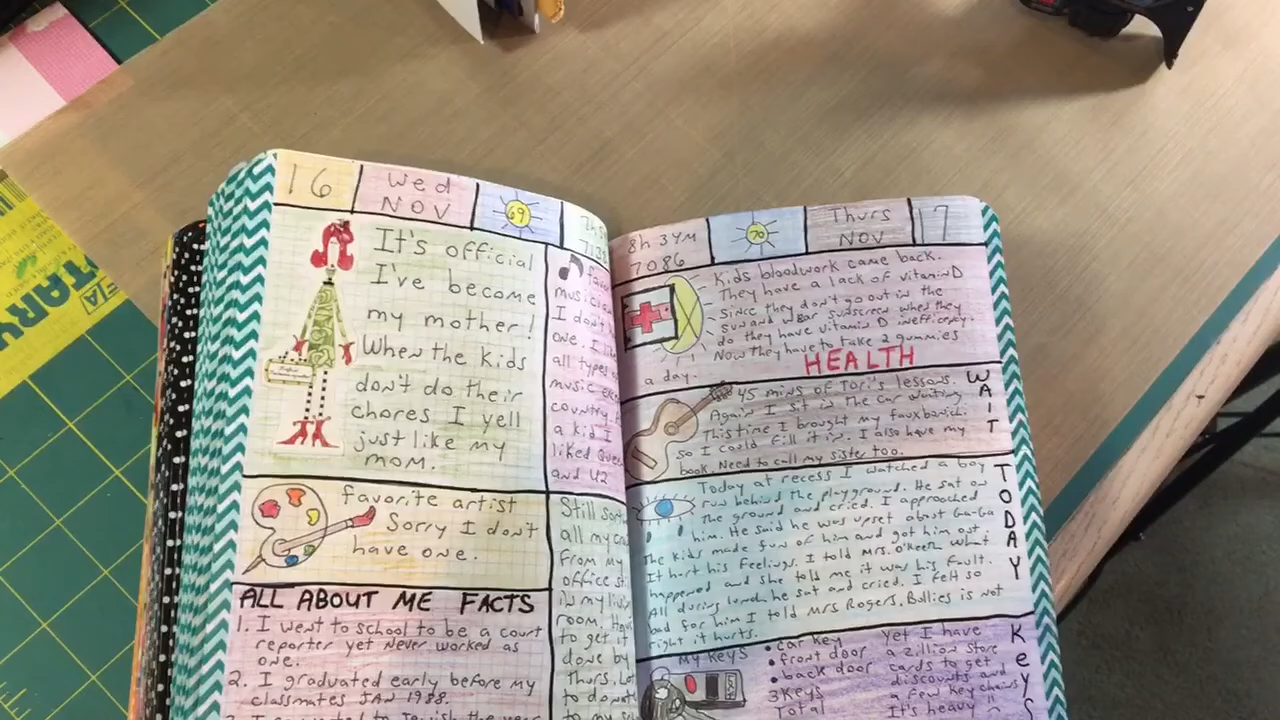 16
Wed
NOV
69
It's official
I've become
my mother!
When the kids
don't do their
chores I yell
just like my
mom.
favorite artist
Sorry I don't
have one.
ALL ABOUT ME FACTS
1. I went to school to be a court
reporter yet never worked as
one.
2. I graduated early before my
classmates JAN 1988.
music
I don't
one. I
all types
music
country.
a kid I
liked
and U2
Still
all my
From my
office
is my
room.
to get it
done by
Thurs.
to
to my
8h 34m
7086
70
Thurs
NOV
17
Kids bloodwork came back.
They have a lack of vitamin D
Since they don't go out in the
sun and they Bar sunscreen when they
do they have vitamin D inefficency.
Now they have to take 2 gummies
a day.
HEALTH
45 mins of Tori's lessons.
Again I sit in the car waiting
This time I brought my fauxbonichi
so I could fill it in. I also have my
book. Need to call my sister too.
WAIT
Today at recess I watched a boy
run behind the playground. He sat on
the ground and cried. I approached
him. He said he was upset about Ga-Ga
The kids made fun of him and got him out
It hurt his feelings. I told Mrs. O'Keeth what
happened and she told me it was his fault.
All during lunch he sat and cried. I felt so
bad for him I told Mrs Rogers. Bullies is not
right it hurts.
TODAY
My Keys
• car key
• front door
• back door
3 Keys
Total
yet I have
a zillion store
cards to get
discounts and
a few key chains
It's heavy
Keys